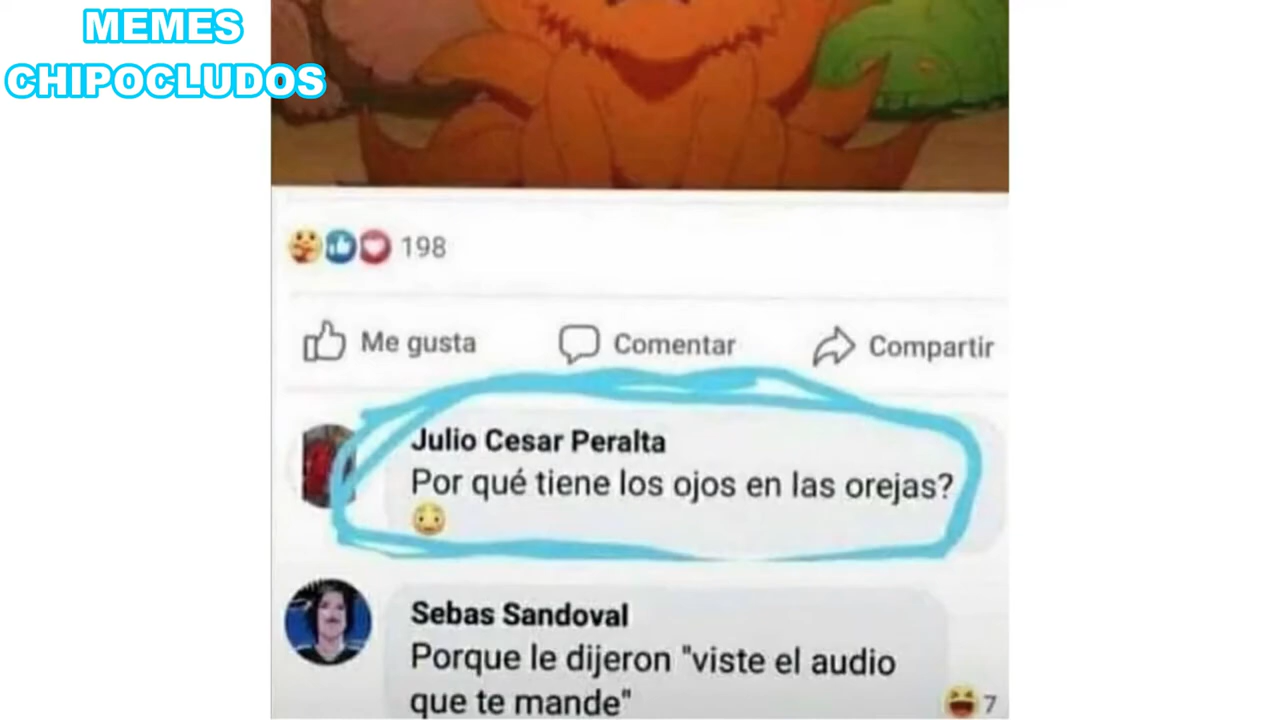 MEMES
CHIPOCLUDOS
198
Me gusta
Comentar
Compartir
Julio Cesar Peralta
Por qué tiene los ojos en las orejas?
Sebas Sandoval
Porque le dijeron "viste el audio
que te mande"
7